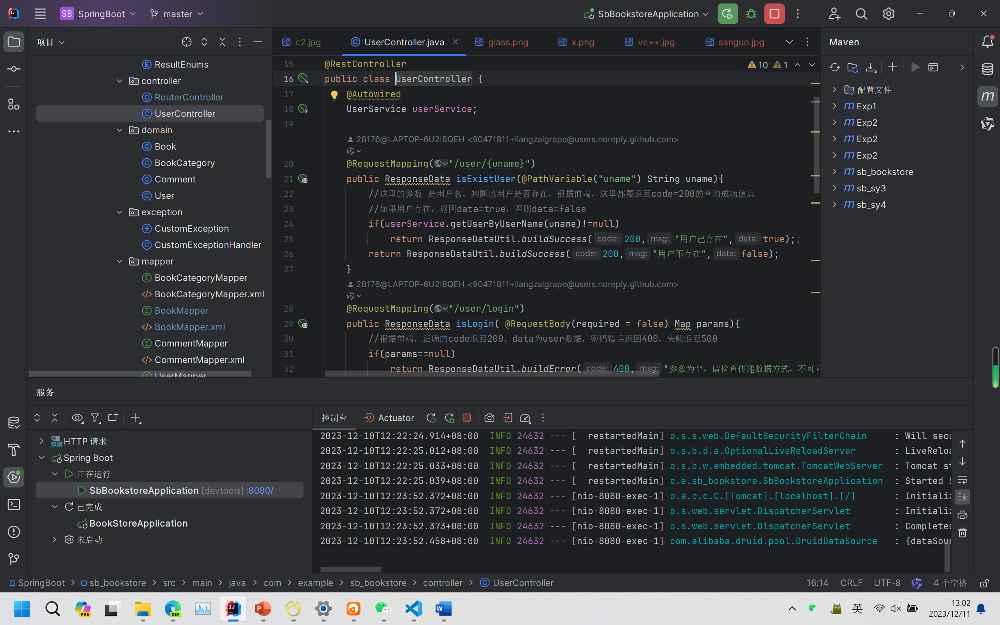 SB SpringBoot master SbBookstoreApplication
项目
c2.jpg UserController.java glass.png x.png vc++.jpg sanguo.jpg
Maven
ResultEnums
controller
RouterController
UserController
domain
Book
BookCategory
Comment
User
exception
CustomException
CustomExceptionHandler
mapper
BookCategoryMapper
BookCategoryMapper.xml
BookMapper
BookMapper.xml
CommentMapper
CommentMapper.xml
UserMapper
10 1
15 @RestController
16 public class UserController {
17 @Autowired
18 UserService userService;
19
28176@LAPTOP-6U2I8QEH <90471811+liangzaigrape@users.noreply.github.com>
20 @RequestMapping("/user/{uname}")
21 public ResponseData isExistUser(@PathVariable("uname") String uname){
22 //这里的参数 是用户名，判断该用户是否存在，根据前端，这里都要返回code=200的查询成功信息
23 //如果用户存在，返回data=true，否则data=false
24 if(userService.getUserByUserName(uname)!=null)
25 return ResponseDataUtil.buildSuccess( code: 200, msg: "用户已存在", data: true);;
26 return ResponseDataUtil.buildSuccess( code: 200, msg: "用户不存在", data: false);
27 }
28176@LAPTOP-6U2I8QEH <90471811+liangzaigrape@users.noreply.github.com>
28 @RequestMapping("/user/login")
29 public ResponseData isLogin( @RequestBody(required = false) Map params){
30 //根据前端，正确的code返回200，data为user数据，密码错误返回400，失败返回500
31 if(params==null)
32 return ResponseDataUtil.buildError( code: 400, msg: "参数为空，请检查传递数据方式，不可直
配置文件
m Exp1
m Exp2
m Exp2
m Exp2
m sb_bookstore
m sb_sy3
m sb_sy4
m
服务
HTTP 请求
Spring Boot
正在运行
SbBookstoreApplication [devtools] :8080/
已完成
BookStoreApplication
未启动
控制台 Actuator
2023-12-10T12:22:24.914+08:00 INFO 24632 --- [ restartedMain] o.s.s.web.DefaultSecurityFilterChain : Will secu
2023-12-10T12:22:25.012+08:00 INFO 24632 --- [ restartedMain] o.s.b.d.a.OptionalLiveReloadServer : LiveReloa
2023-12-10T12:22:25.033+08:00 INFO 24632 --- [ restartedMain] o.s.b.w.embedded.tomcat.TomcatWebServer : Tomcat st
2023-12-10T12:22:25.039+08:00 INFO 24632 --- [ restartedMain] c.e.sb_bookstore.SbBookstoreApplication : Started S
2023-12-10T12:23:52.372+08:00 INFO 24632 --- [nio-8080-exec-1] o.a.c.c.C.[Tomcat].[localhost].[/] : Initializ
2023-12-10T12:23:52.372+08:00 INFO 24632 --- [nio-8080-exec-1] o.s.web.servlet.DispatcherServlet : Initializ
2023-12-10T12:23:52.373+08:00 INFO 24632 --- [nio-8080-exec-1] o.s.web.servlet.DispatcherServlet : Completed
2023-12-10T12:23:52.458+08:00 INFO 24632 --- [nio-8080-exec-1] com.alibaba.druid.pool.DruidDataSource : {dataSour
SpringBoot > sb_bookstore > src > main > java > com > example > sb_bookstore > controller > UserController
16:14 CRLF UTF-8 4 个空格
PRE DEV IJ P W
英
13:02
2023/12/11